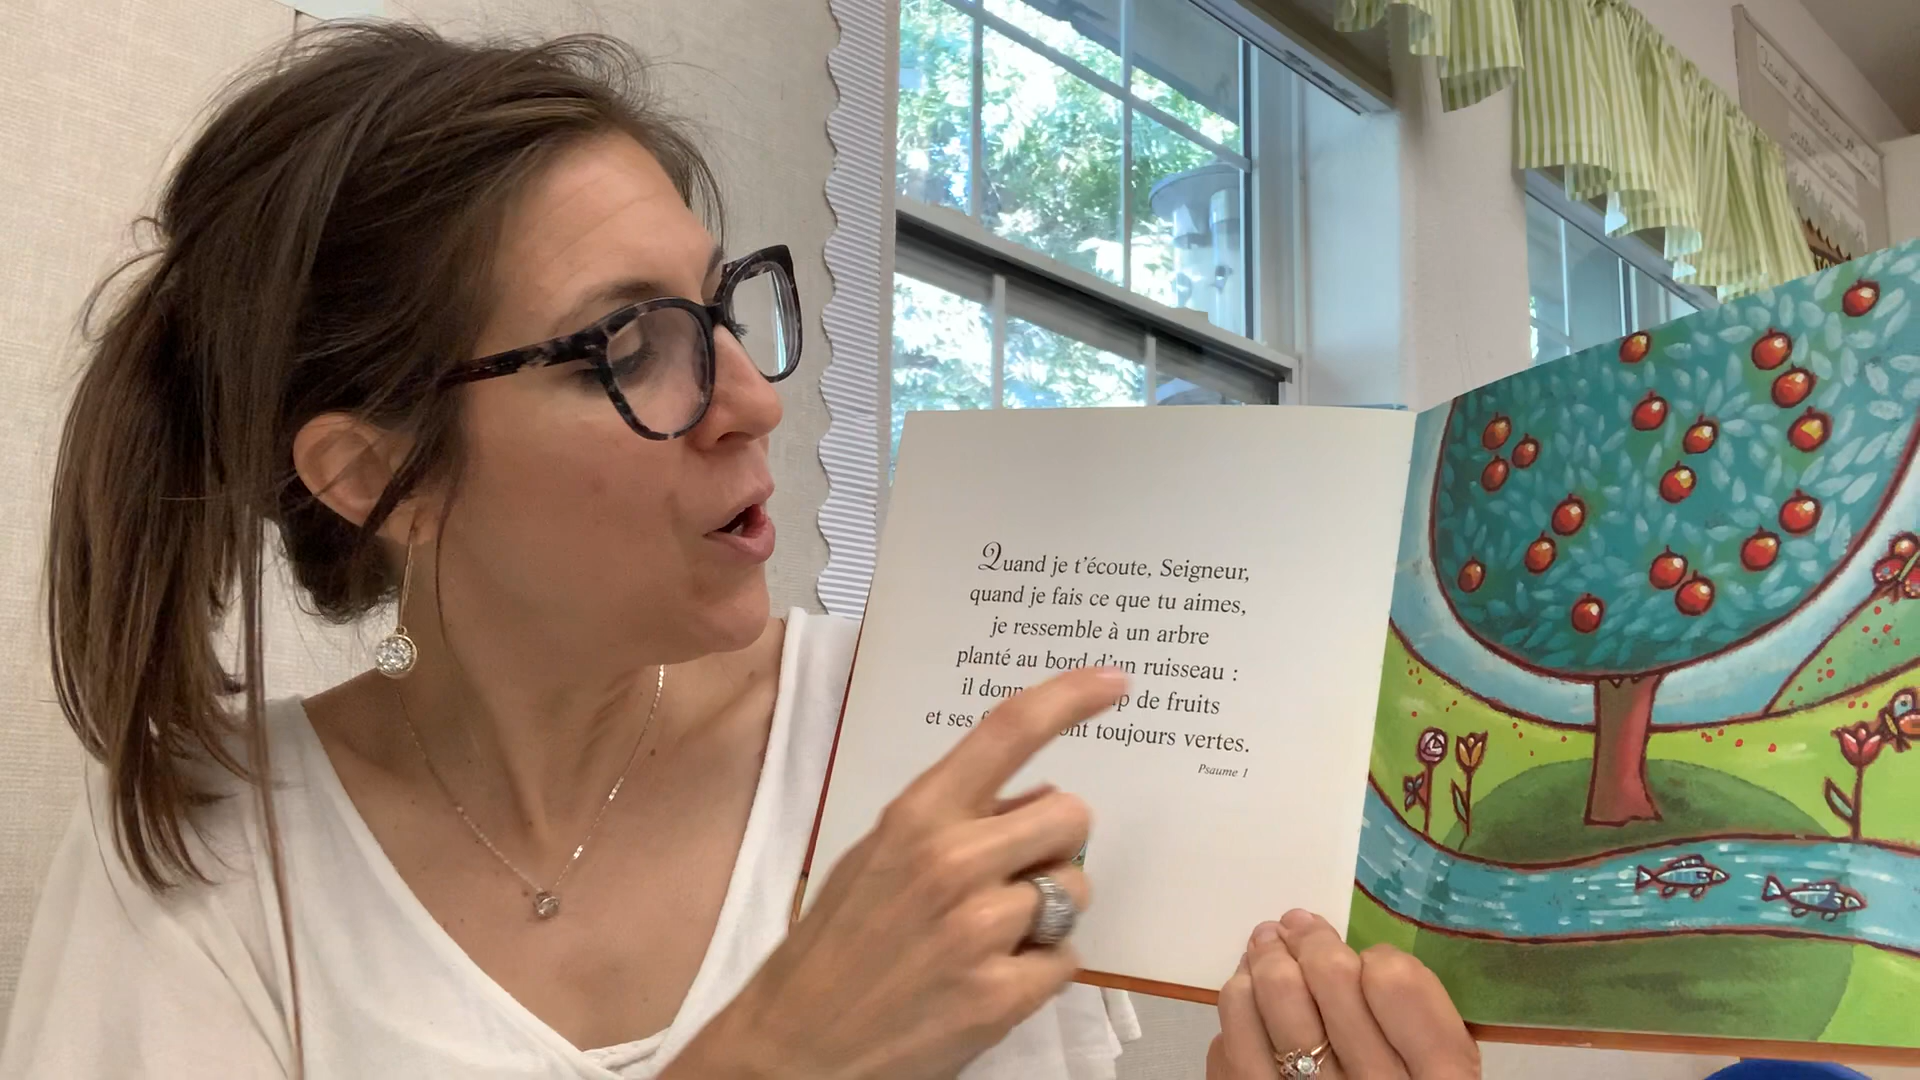 Quand je t'écoute, Seigneur,
quand je fais ce que tu aimes,
je ressemble à un arbre
planté au bord d'un ruisseau :
il de fruits
et ses toujours vertes.
Psaume 1